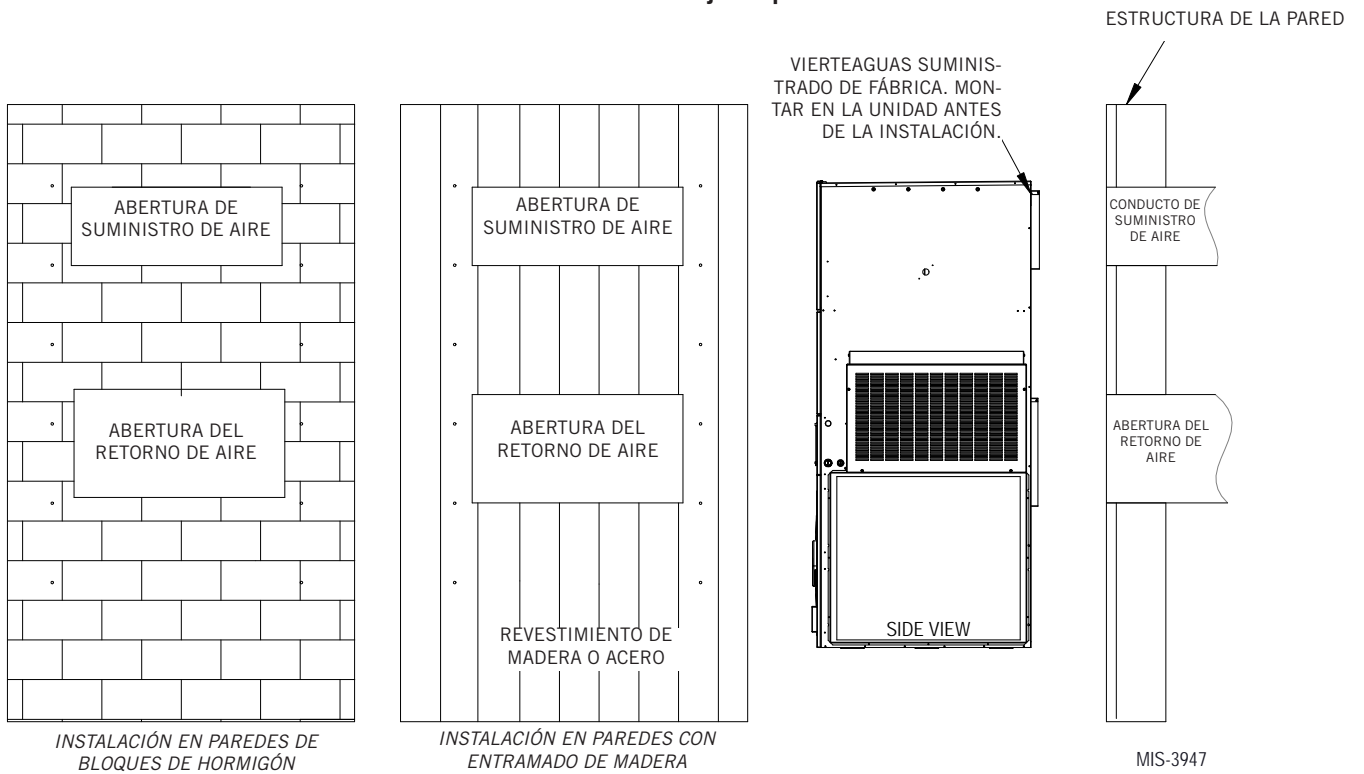 ESTRUCTURA DE LA PARED
VIERTEAGUAS SUMINIS-
TRADO DE FÁBRICA. MON-
TAR EN LA UNIDAD ANTES
DE LA INSTALACIÓN.
ABERTURA DE
SUMINISTRO DE AIRE
ABERTURA DEL
RETORNO DE AIRE
INSTALACIÓN EN PAREDES DE
BLOQUES DE HORMIGÓN
ABERTURA DE
SUMINISTRO DE AIRE
ABERTURA DEL
RETORNO DE AIRE
REVESTIMIENTO DE
MADERA O ACERO
INSTALACIÓN EN PAREDES CON
ENTRAMADO DE MADERA
SIDE VIEW
CONDUCTO DE
SUMINISTRO
DE AIRE
ABERTURA DEL
RETORNO DE
AIRE
MIS-3947